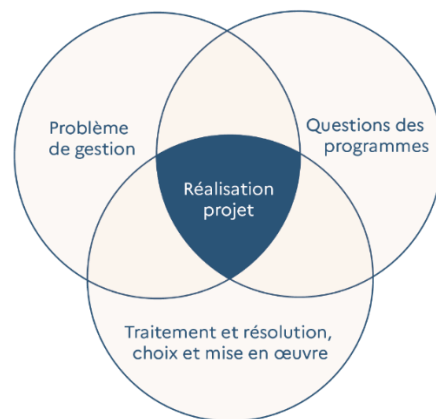 Problème
de gestion
Questions des
programmes
Réalisation
projet
Traitement et résolution,
choix et mise en œuvre